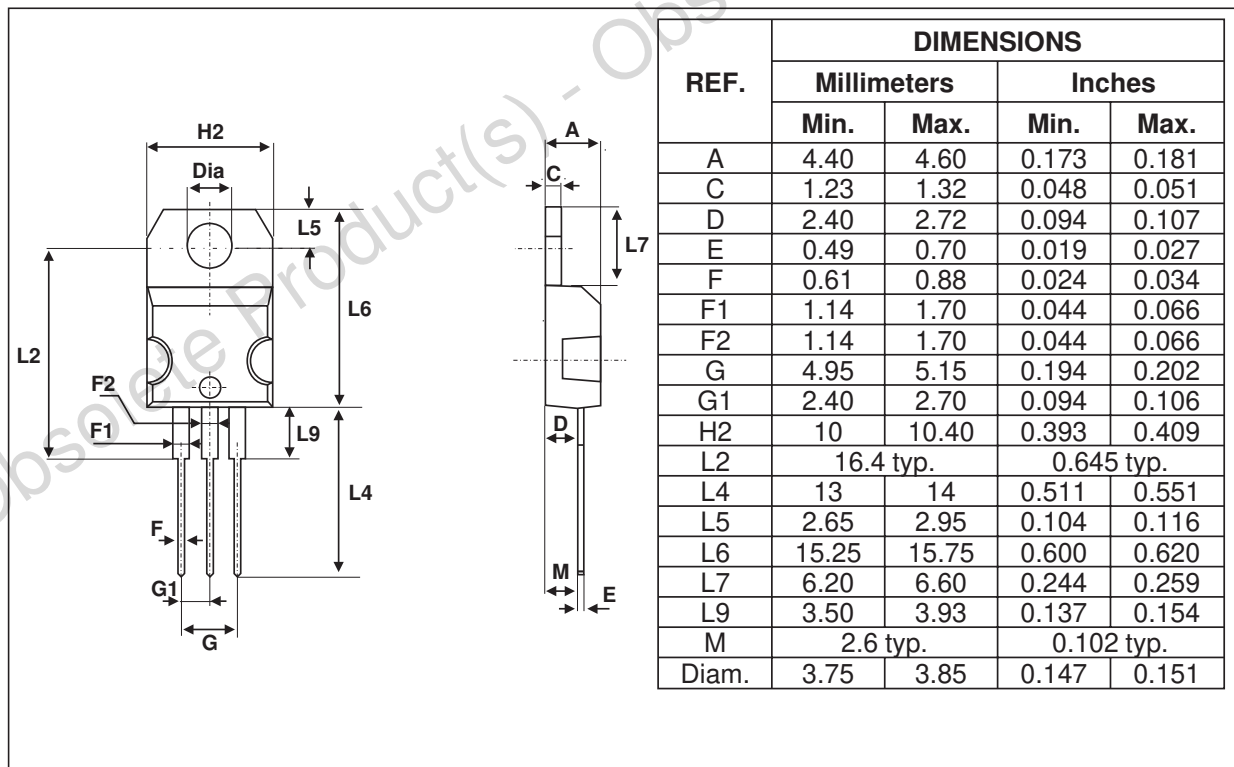 Obsolete Product(s) - Obs
H2
Dia
L5
L6
L2
F2
F1
L9
L4
F
G1
G
A
C
L7
D
M
E
REF. DIMENSIONS
Millimeters Inches
Min. Max. Min. Max.
A 4.40 4.60 0.173 0.181
C 1.23 1.32 0.048 0.051
D 2.40 2.72 0.094 0.107
E 0.49 0.70 0.019 0.027
F 0.61 0.88 0.024 0.034
F1 1.14 1.70 0.044 0.066
F2 1.14 1.70 0.044 0.066
G 4.95 5.15 0.194 0.202
G1 2.40 2.70 0.094 0.106
H2 10 10.40 0.393 0.409
L2 16.4 typ. 0.645 typ.
L4 13 14 0.511 0.551
L5 2.65 2.95 0.104 0.116
L6 15.25 15.75 0.600 0.620
L7 6.20 6.60 0.244 0.259
L9 3.50 3.93 0.137 0.154
M 2.6 typ. 0.102 typ.
Diam. 3.75 3.85 0.147 0.151